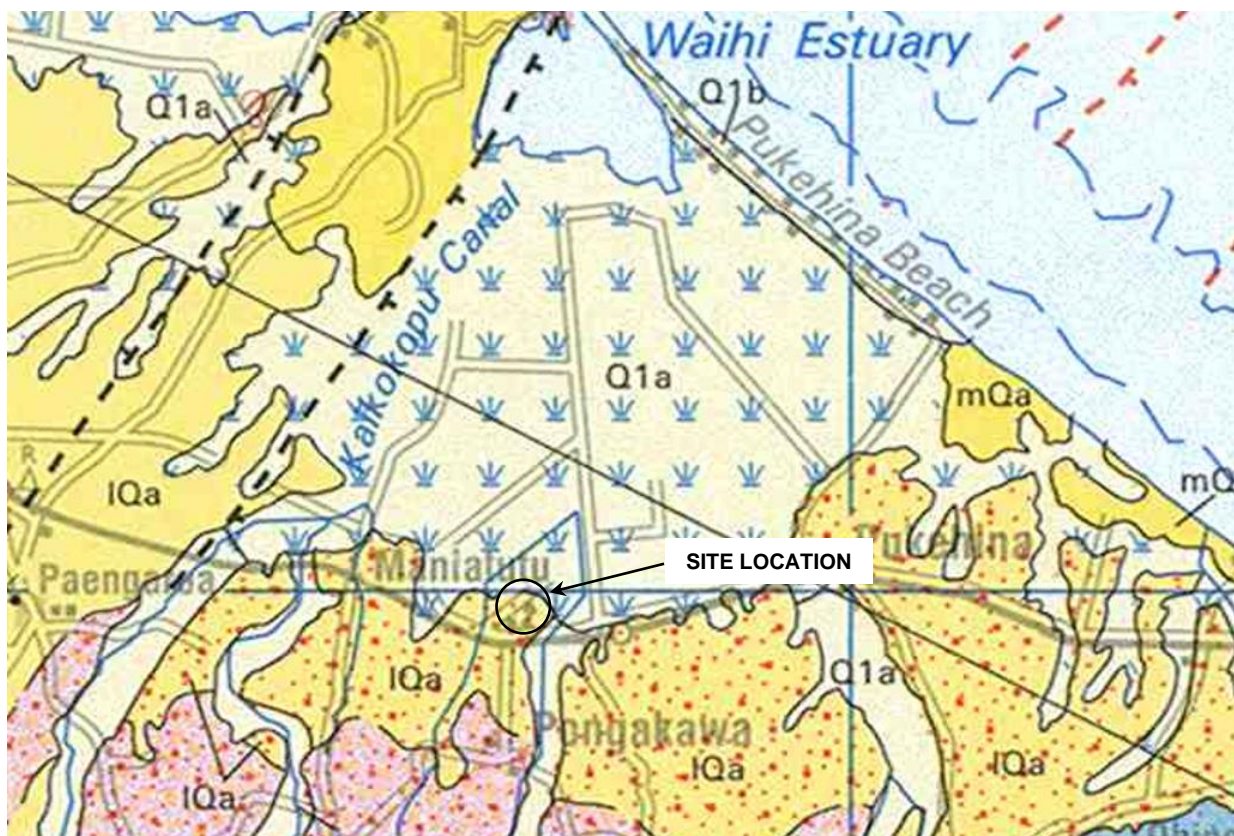 Waihi Estuary
Q1a
Q1b
Pukehina Beach
Kaikokopu Canal
Q1a
mQa
R
lQa
mQ
SITE LOCATION
Pukehina
Maniatutu
Paengaroa
lQa
Q1a
Pongakawa
lQa
lQa
lQa